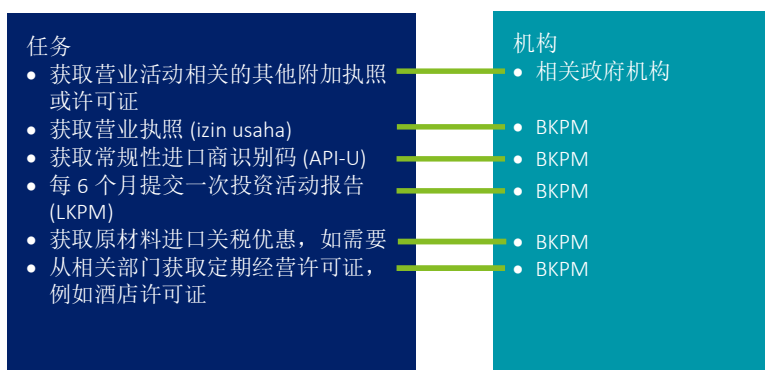 任务
• 获取营业活动相关的其他附加执照
或许可证
• 获取营业执照 (izin usaha)
• 获取常规性进口商识别码 (API-U)
• 每 6 个月提交一次投资活动报告
(LKPM)
• 获取原材料进口关税优惠，如需要
• 从相关部门获取定期经营许可证，
例如酒店许可证
机构
• 相关政府机构
• BKPM
• BKPM
• BKPM
• BKPM
• BKPM